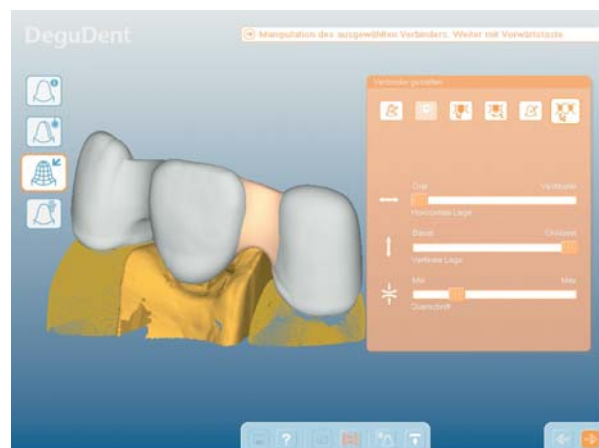 DeguDent
Manipulation des ausgewählten Verbinders. Weiter mit Vorwärtstaste.
Verbinder gestalten
Oral Vestibulär
Horizontale Lage
Basal Okklusal
Vertikale Lage
Min Max
Querschnitt
?